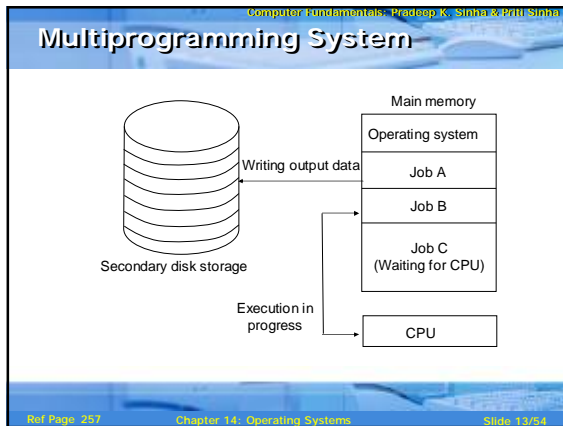 Computer Fundamentals: Pradeep K. Sinha & Priti Sinha
Multiprogramming System
Main memory
Operating system
Writing output data
Job A
Job B
Job C
(Waiting for CPU)
Secondary disk storage
Execution in
progress
CPU
Ref Page 257
Chapter 14: Operating Systems
Slide 13/54